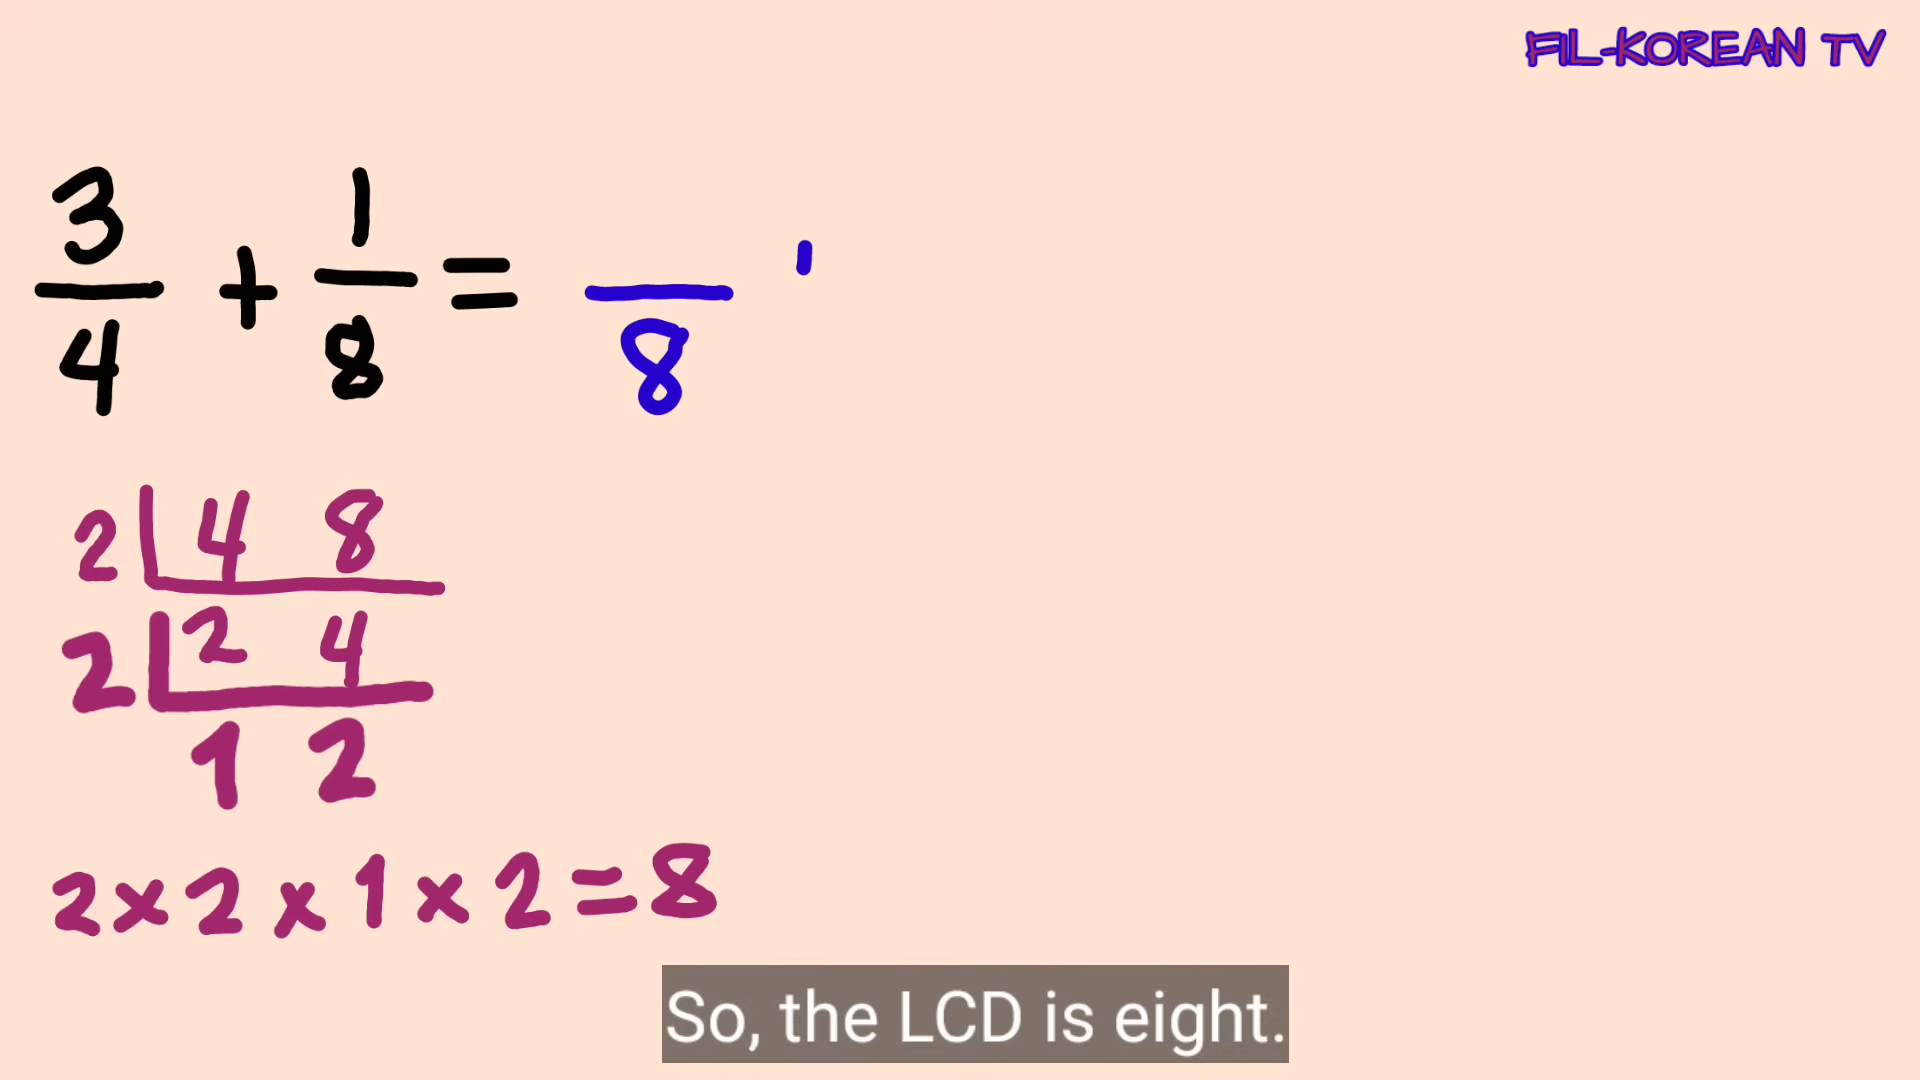 FIL-KOREAN TV
3/4 + 1/8 = /8
2 | 4 8
2 | 2 4
1 2
2 x 2 x 1 x 2 = 8
So, the LCD is eight.